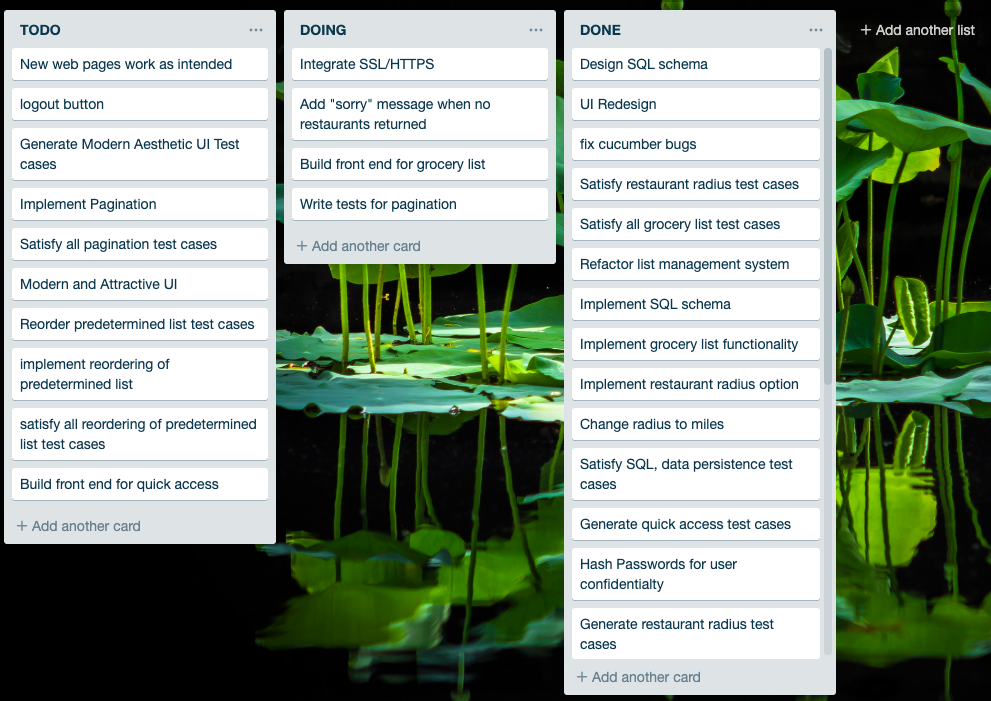 TODO
New web pages work as intended
logout button
Generate Modern Aesthetic UI Test
cases
Implement Pagination
Satisfy all pagination test cases
Modern and Attractive UI
Reorder predetermined list test cases
implement reordering of
predetermined list
satisfy all reordering of predetermined
list test cases
Build front end for quick access
+ Add another card
DOING
Integrate SSL/HTTPS
Add "sorry" message when no
restaurants returned
Build front end for grocery list
Write tests for pagination
+ Add another card
DONE
Design SQL schema
UI Redesign
fix cucumber bugs
Satisfy restaurant radius test cases
Satisfy all grocery list test cases
Refactor list management system
Implement SQL schema
Implement grocery list functionality
Implement restaurant radius option
Change radius to miles
Satisfy SQL, data persistence test
cases
Generate quick access test cases
Hash Passwords for user
confidentialty
Generate restaurant radius test
cases
+ Add another card
+ Add another list